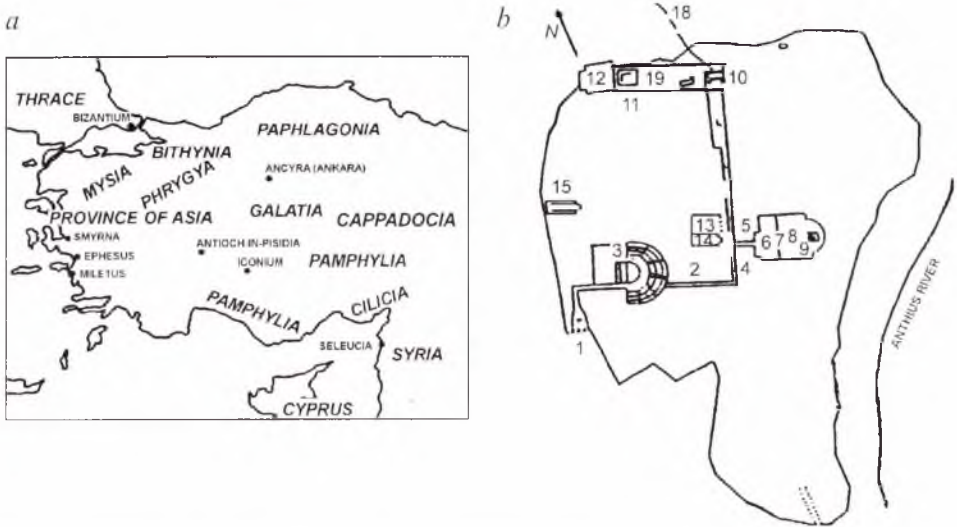 a
THRACE
BIZANTIUM
PAPHLAGONIA
BITHYNIA
MYSIA
PHRYGYA
ANCYRA (ANKARA)
PROVINCE OF ASIA
GALATIA
CAPPADOCIA
SMYRNA
ANTIOCH IN-PISIDIA
EPHESUS
ICONIUM
PAMPHYLIA
MILETUS
PAMPHYLIA
CILICIA
SELEUCIA
SYRIA
CYPRUS
b
18
N
12
19
10
11
15
13
5
14
6
7
8
9
3
2
4
1
ANTHIUS RIVER